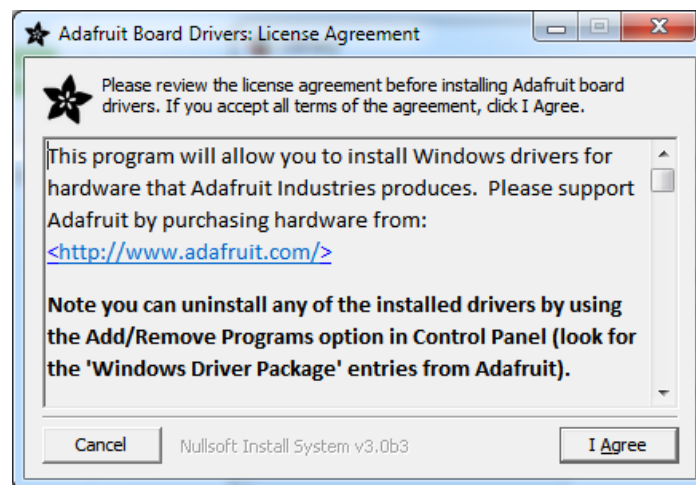 Adafruit Board Drivers: License Agreement
Please review the license agreement before installing Adafruit board
drivers. If you accept all terms of the agreement, click I Agree.
This program will allow you to install Windows drivers for
hardware that Adafruit Industries produces.  Please support
Adafruit by purchasing hardware from:
<http://www.adafruit.com/>
Note you can uninstall any of the installed drivers by using
the Add/Remove Programs option in Control Panel (look for
the 'Windows Driver Package' entries from Adafruit).
Cancel
Nullsoft Install System v3.0b3
I Agree